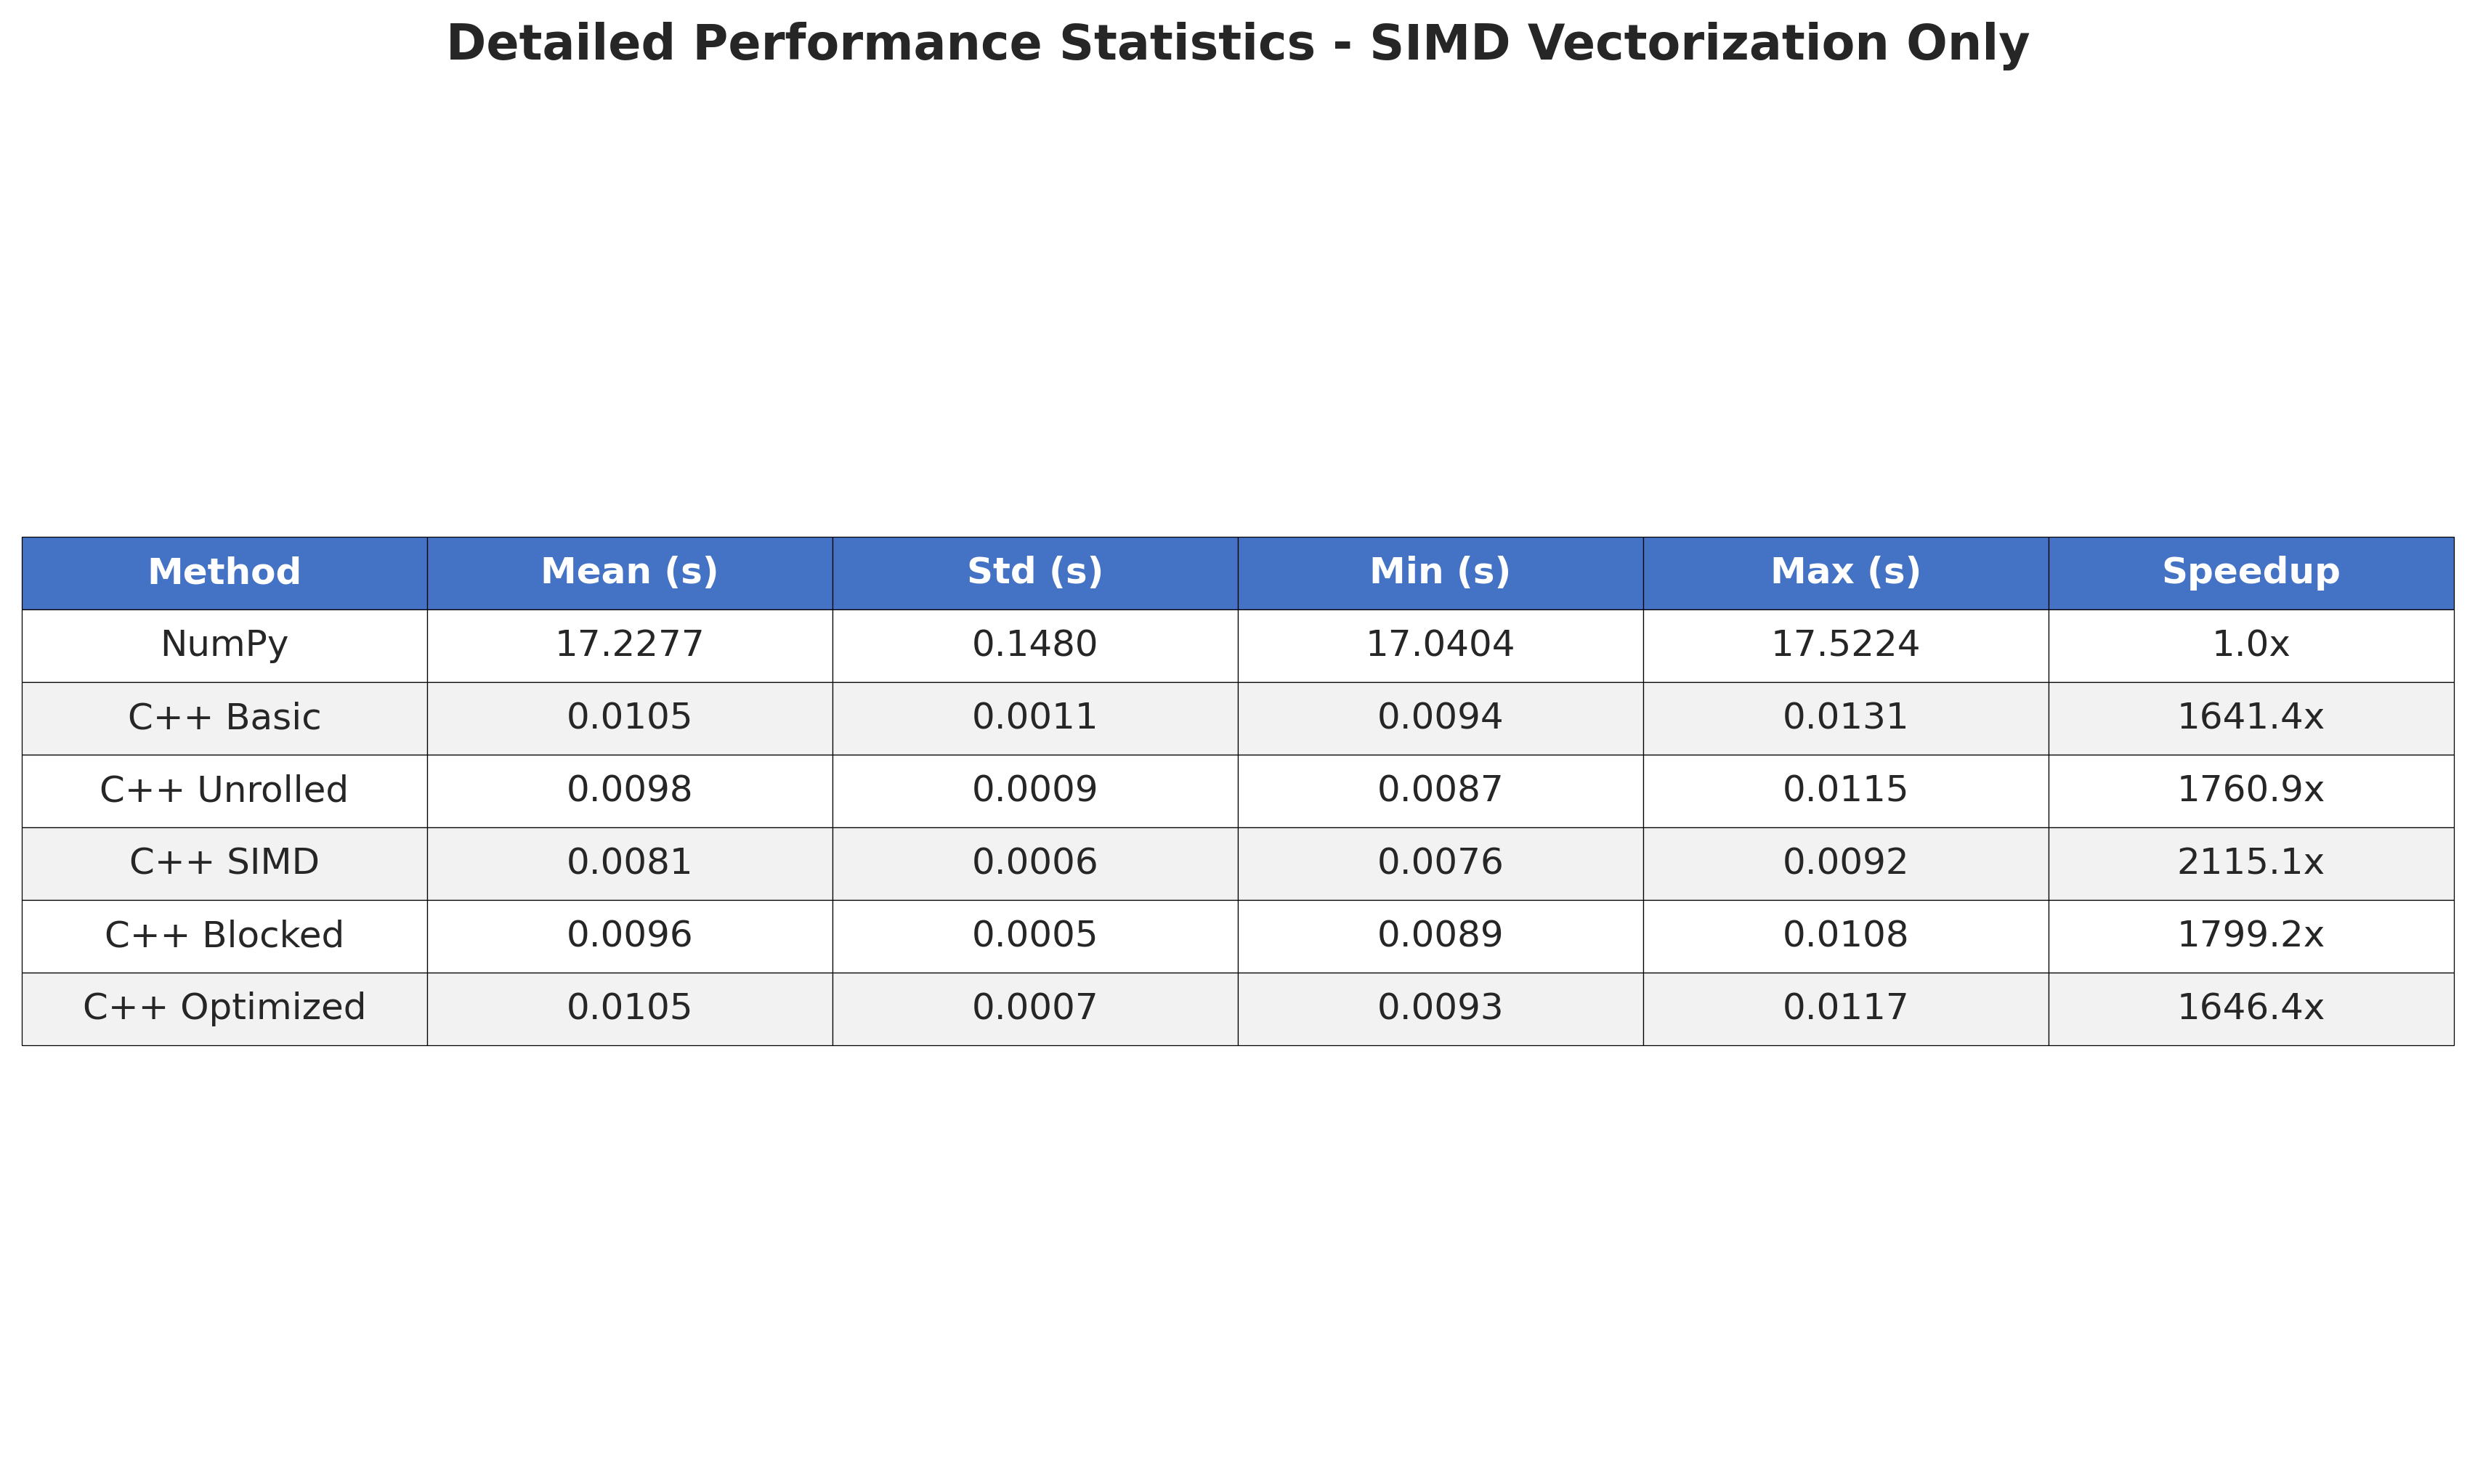 Detailed Performance Statistics - SIMD Vectorization Only
Method Mean (s) Std (s) Min (s) Max (s) Speedup
NumPy 17.2277 0.1480 17.0404 17.5224 1.0x
C++ Basic 0.0105 0.0011 0.0094 0.0131 1641.4x
C++ Unrolled 0.0098 0.0009 0.0087 0.0115 1760.9x
C++ SIMD 0.0081 0.0006 0.0076 0.0092 2115.1x
C++ Blocked 0.0096 0.0005 0.0089 0.0108 1799.2x
C++ Optimized 0.0105 0.0007 0.0093 0.0117 1646.4x